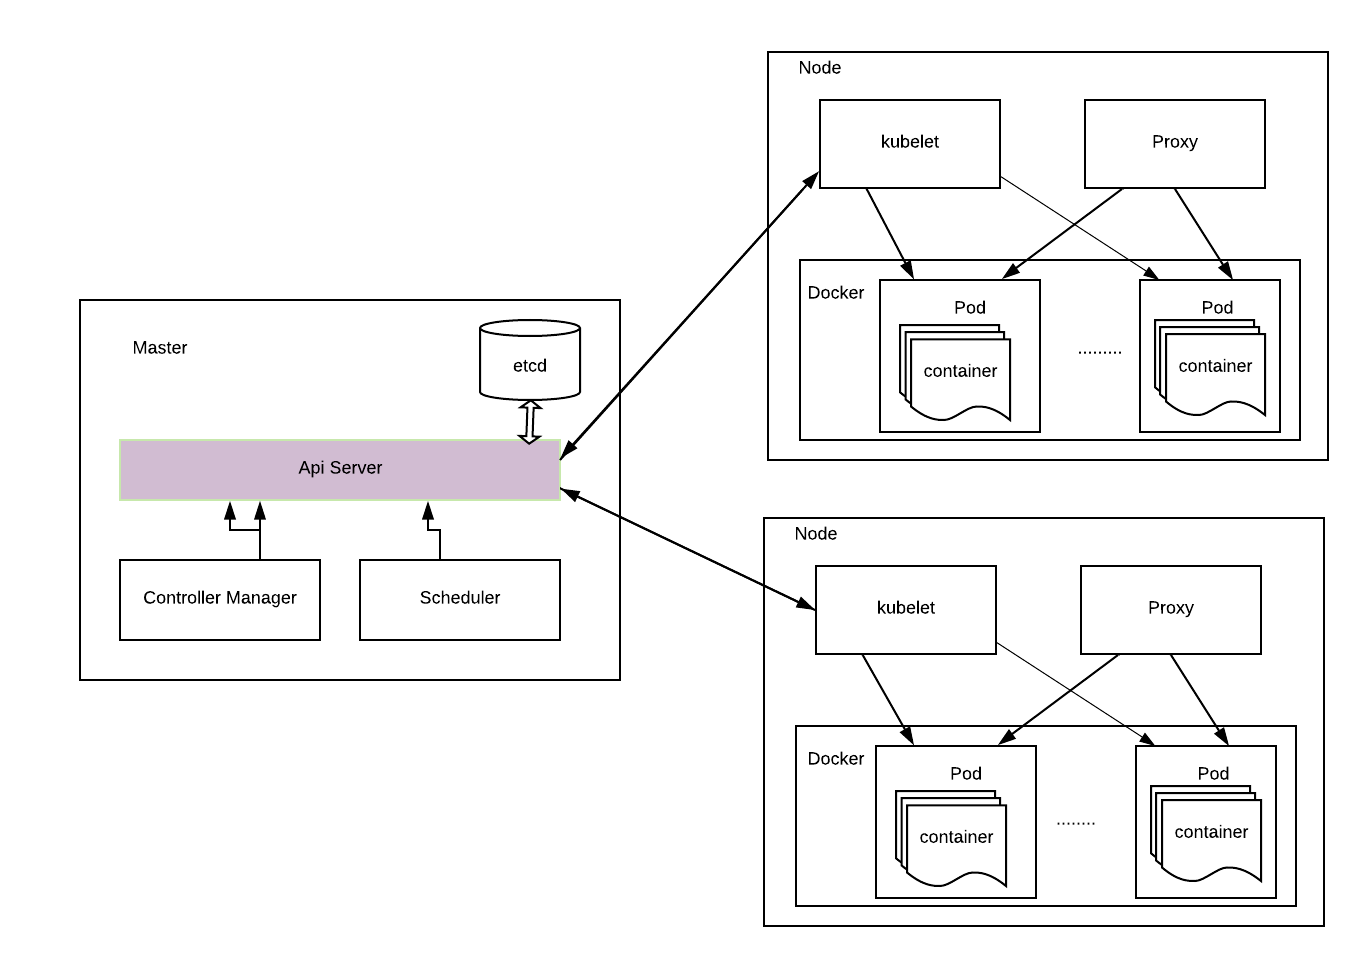 Master
etcd
Api Server
Controller Manager
Scheduler
Node
kubelet
Proxy
Docker
Pod
container
.........
Pod
container
Node
kubelet
Proxy
Docker
Pod
container
........
Pod
container